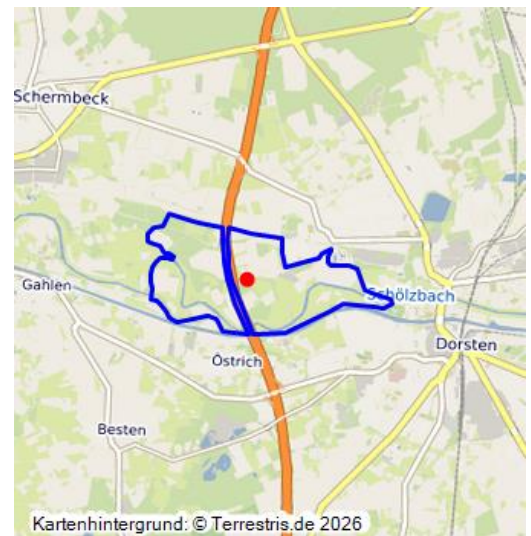 Schermbeck
Gahlen
Schölzbach
Dorsten
Östrich
Besten
Kartenhintergrund: © Terrestris.de 2026